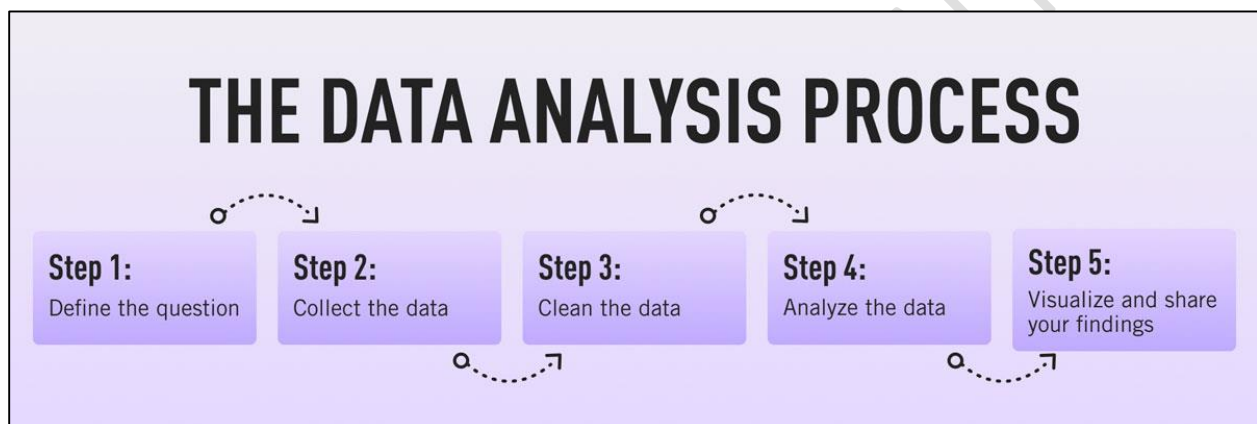 THE DATA ANALYSIS PROCESS
Step 1:
Define the question
Step 2:
Collect the data
Step 3:
Clean the data
Step 4:
Analyze the data
Step 5:
Visualize and share
your findings